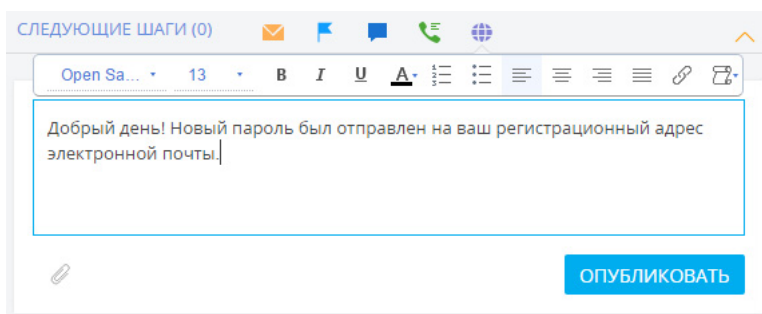 СЛЕДУЮЩИЕ ШАГИ (0)
Open Sa... 13 B I U A
Добрый день! Новый пароль был отправлен на ваш регистрационный адрес
электронной почты.
ОПУБЛИКОВАТЬ